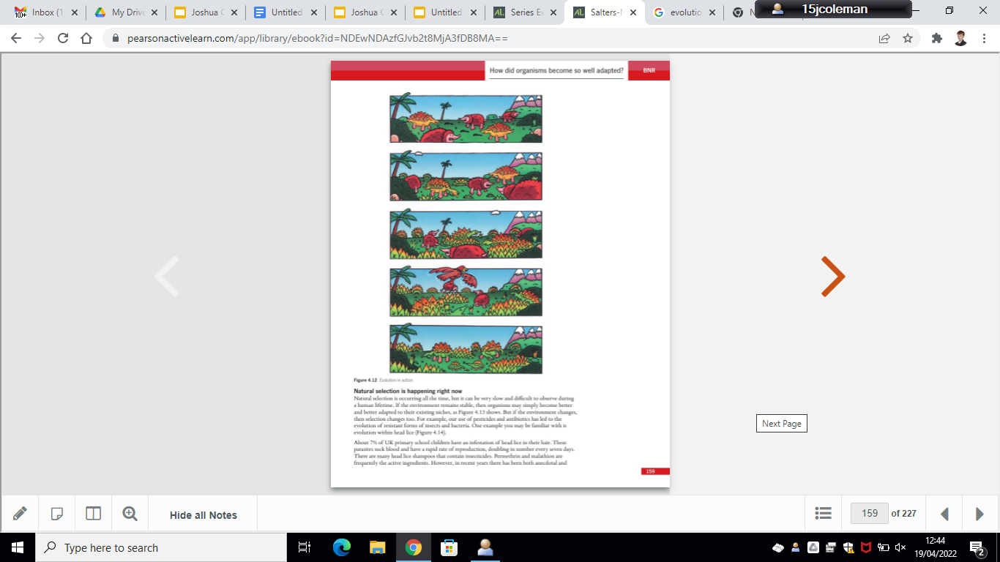 Inbox (1
My Drive
Joshua C
Untitled
Joshua C
Untitled
Series Ex
Salters-
evolutio
N
15jcoleman
pearsonactivelearn.com/app/library/ebook?id=NDEwNDAzfGJvb2t8MjA3fDB8MA==
How did organisms become so well adapted?
BNR
Figure 4.12 Evolution in action.
Natural selection is happening right now
Natural selection is occurring all the time, but it can be very slow and difficult to observe during
a human lifetime. If the environment remains stable, then organisms may simply become better
and better adapted to their existing niches, as Figure 4.13 shows. But if the environment changes,
then selection changes too. For example, our use of pesticides and antibiotics has led to the
evolution of resistant forms of insects and bacteria. One example you may be familiar with is
evolution within head lice (Figure 4.14).
About 7% of UK primary school children have an infestation of head lice in their hair. These
parasites suck blood and have a rapid rate of reproduction, doubling in number every seven days.
There are many head lice shampoos that contain insecticides. Permethrin and malathion are
frequently the active ingredients. However, in recent years there has been both anecdotal and
159
Next Page
Hide all Notes
159 of 227
Type here to search
12:44
19/04/2022
2